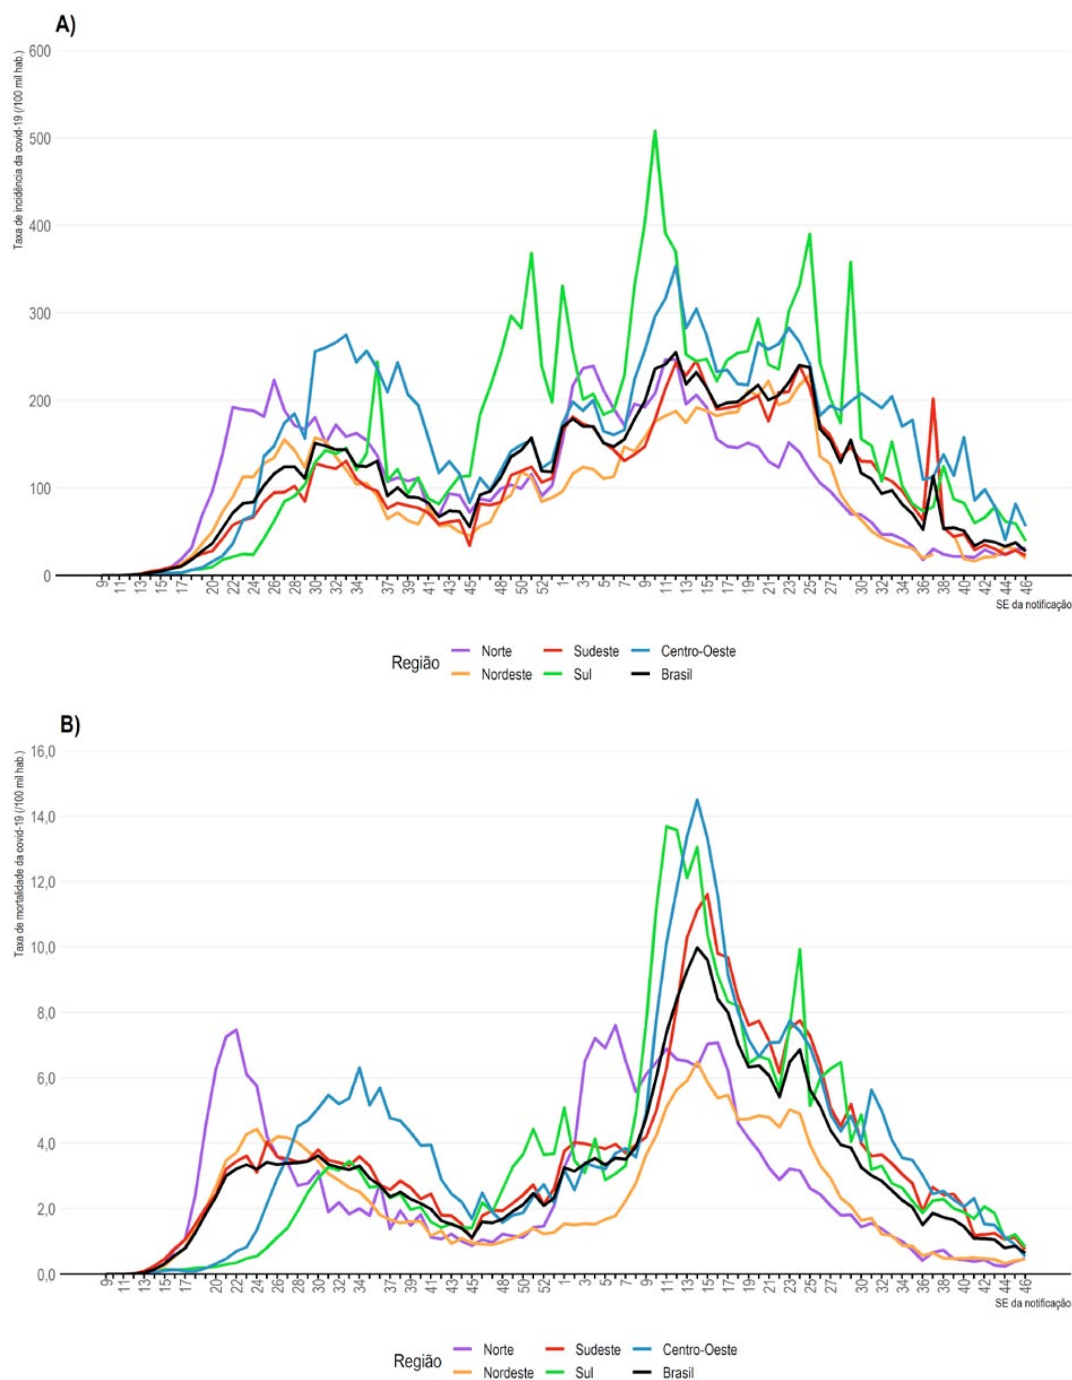 A)
Taxa de incidência da covid-19 (/100 mil hab.)
600
500
400
300
200
100
0
9 11 13 15 17 20 22 24 26 28 30 32 34 37 39 41 43 45 48 50 52 1 3 5 7 9 11 13 15 17 19 21 23 25 27 30 32 34 36 38 40 42 44 46
SE da notificação
Região
Norte Sudeste Centro-Oeste
Nordeste Sul Brasil
B)
Taxa de mortalidade da covid-19 (/100 mil hab.)
16,0
14,0
12,0
10,0
8,0
6,0
4,0
2,0
0,0
9 11 13 15 17 20 22 24 26 28 30 32 34 37 39 41 43 45 48 50 52 1 3 5 7 9 11 13 15 17 19 21 23 25 27 30 32 34 36 38 40 42 44 46
SE da notificação
Região
Norte Sudeste Centro-Oeste
Nordeste Sul Brasil